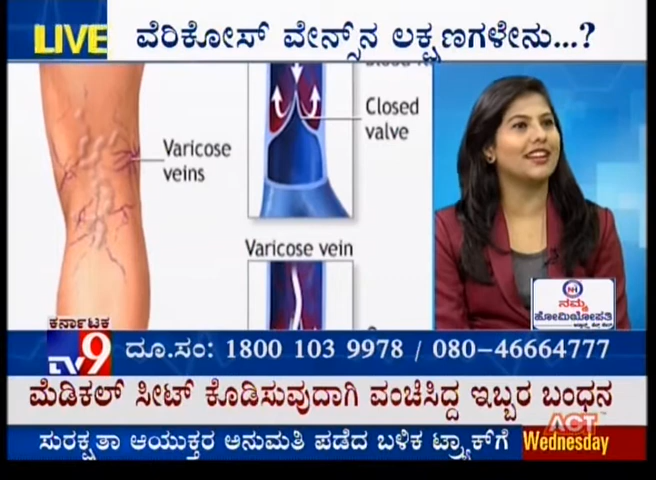 LIVE
ವೆರಿಕೋಸ್ ವೇನ್ಸ್‌ನ ಲಕ್ಷಣಗಳೇನು...?
Closed
valve
Varicose
veins
Varicose vein
NH
ನಮ್ಮ
ಹೋಮಿಯೋಪತಿ
ಕರ್ನಾಟಕ
tv9
ದೂ.ಸಂ: 1800 103 9978 / 080-46664777
ಮೆಡಿಕಲ್ ಸೀಟ್ ಕೊಡಿಸುವುದಾಗಿ ವಂಚಿಸಿದ್ದ ಇಬ್ಬರ ಬಂಧನ
ACT
ಸುರಕ್ಷತಾ ಆಯುಕ್ತರ ಅನುಮತಿ ಪಡೆದ ಬಳಿಕ ಟ್ರ್ಯಾಕ್‌ಗೆ
Wednesday